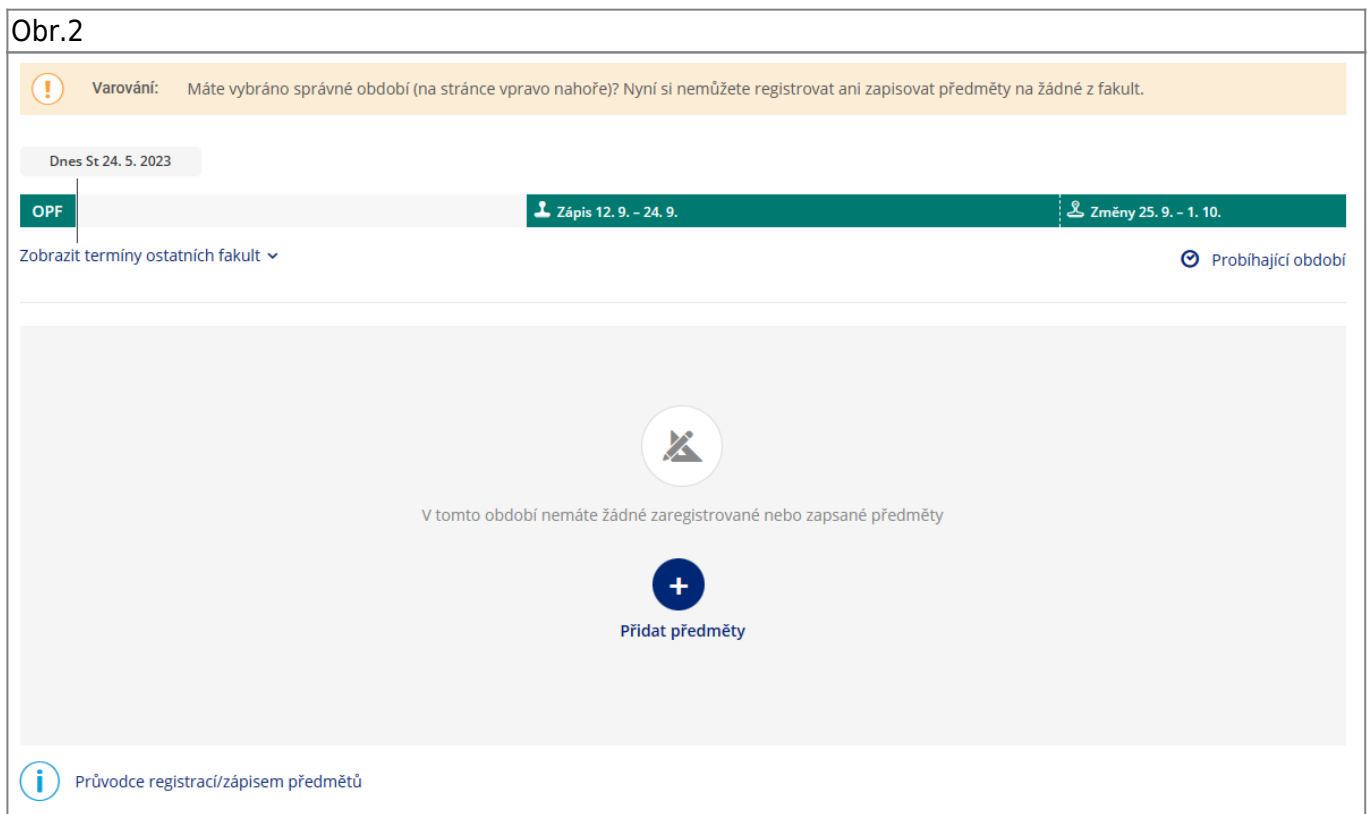 Obr.2
Varování: Máte vybráno správné období (na stránce vpravo nahoře)? Nyní si nemůžete registrovat ani zapisovat předměty na žádné z fakult.
Dnes St 24. 5. 2023
OPF Zápis 12. 9. – 24. 9. Změny 25. 9. – 1. 10.
Zobrazit termíny ostatních fakult Probíhající období
V tomto období nemáte žádné zaregistrované nebo zapsané předměty
Přidat předměty
Průvodce registrací/zápisem předmětů